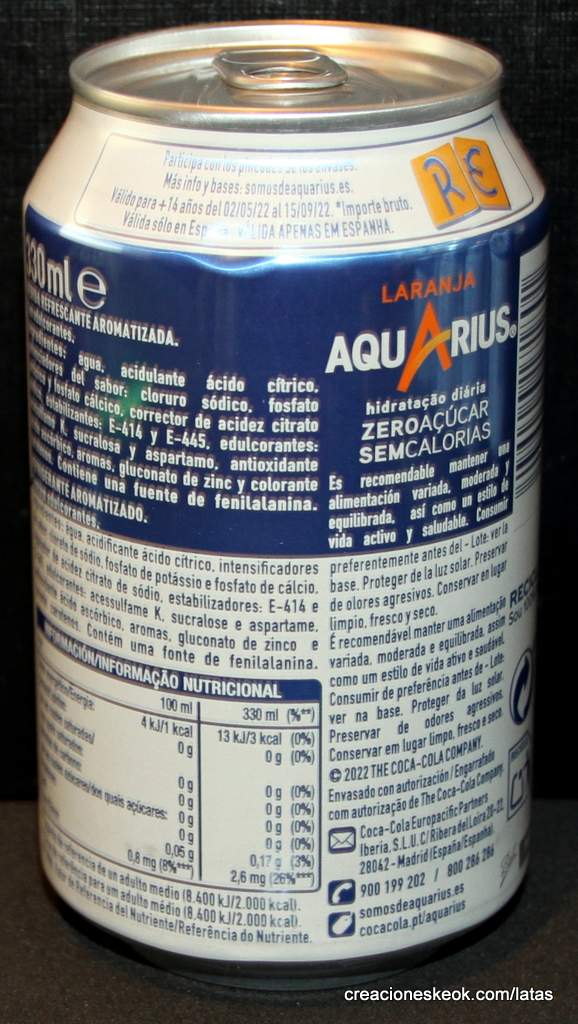 Participa con los pincodes de los envases.
Más info y bases: somosdeaquarius.es.
Válido para +14 años del 02/05/22 al 15/09/22. *Importe bruto.
Válida sólo en VÁLIDA APENAS EM ESPANHA.
RE
330ml e
REFRESCANTE AROMATIZADA.
edulcorantes.
agua, acidulante ácido cítrico,
del sabor: cloruro sódico, fosfato
y fosfato cálcico, corrector de acidez citrato
estabilizantes: E-414 y E-445, edulcorantes:
K, sucralosa y aspartamo, antioxidante
ascórbico, aromas, gluconato de zinc y colorante
Contiene una fuente de fenilalanina.
AROMATIZADO.
edulcorantes.
água, acidificante ácido cítrico, intensificadores
de sódio, fosfato de potássio e fosfato de cálcio,
de acidez citrato de sódio, estabilizadores: E-414 e
edulcorantes: acessulfame K, sucralose e aspartame,
ácido ascórbico, aromas, gluconato de zinco e
Contém uma fonte de fenilalanina.
INFORMACIÓN/INFORMAÇÃO NUTRICIONAL
100 ml 330 ml (%**)
4 kJ/1 kcal 13 kJ/3 kcal (0%)
0 g 0 g (0%)
0 g 0 g (0%)
0 g 0 g (0%)
açúcares/dos quais açúcares: 0 g 0 g (0%)
0 g 0 g (0%)
0,05 g 0,17 g (3%)
0,8 mg (8%***) 2,6 mg (26%***)
de referencia de un adulto medio (8.400 kJ/2.000 kcal).
para um adulto médio (8.400 kJ/2.000 kcal).
de Referencia del Nutriente/Referência do Nutriente.
LARANJA
AQUARIUS®
hidratação diária
ZEROAÇÚCAR
SEMCALORIAS
Es recomendable mantener una
alimentación variada, moderada y
equilibrada, así como un estilo de
vida activo y saludable. Consumir
preferentemente antes del - Lote: ver la
base. Proteger de la luz solar. Preservar
de olores agresivos. Conservar en lugar
limpio, fresco y seco.
É recomendável manter uma alimentação
variada, moderada e equilibrada, assim
como um estilo de vida ativo e saudável.
Consumir de preferência antes de - Lote:
ver na base. Proteger da luz solar.
Preservar de odores agressivos.
Conservar em lugar limpo, fresco e seco.
© 2022 THE COCA-COLA COMPANY.
Envasado con autorización/Engarrafado
com autorização de The Coca-Cola Company.
Coca-Cola Europacific Partners
Iberia, S.L.U. C/ Ribera del Loira 20-22.
28042 - Madrid (España/Espanha).
900 199 202 / 800 286 286
somosdeaquarius.es
cocacola.pt/aquarius
creacioneskeok.com/latas